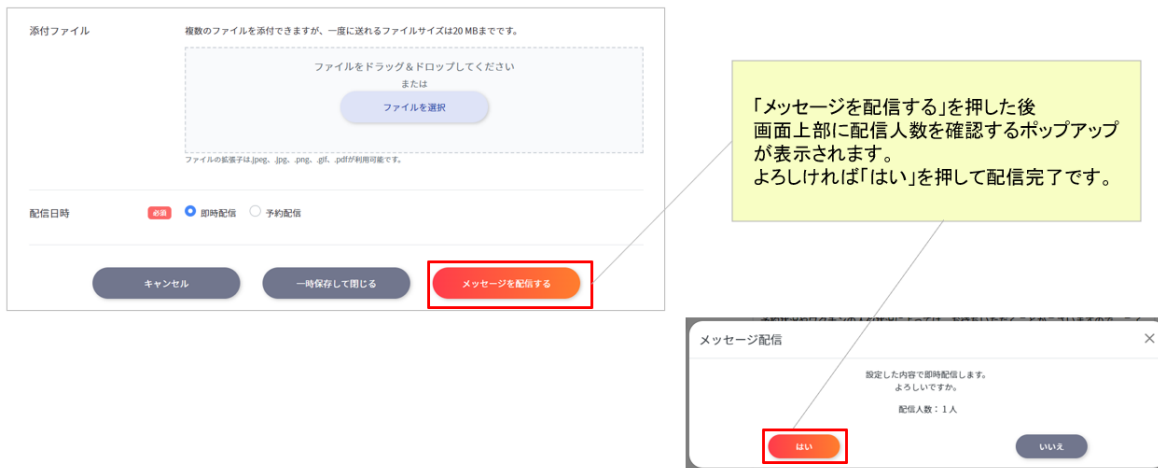 添付ファイル
複数のファイルを添付できますが、一度に送れるファイルサイズは20 MBまでです。
ファイルをドラッグ＆ドロップしてください
または
ファイルを選択
ファイルの拡張子は.jpeg、.jpg、.png、.gif、.pdfが利用可能です。
配信日時
必須
即時配信
予約配信
キャンセル
一時保存して閉じる
メッセージを配信する
「メッセージを配信する」を押した後
画面上部に配信人数を確認するポップアップ
が表示されます。
よろしければ「はい」を押して配信完了です。
メッセージ配信
設定した内容で即時配信します。
よろしいですか。
配信人数：1人
はい
いいえ